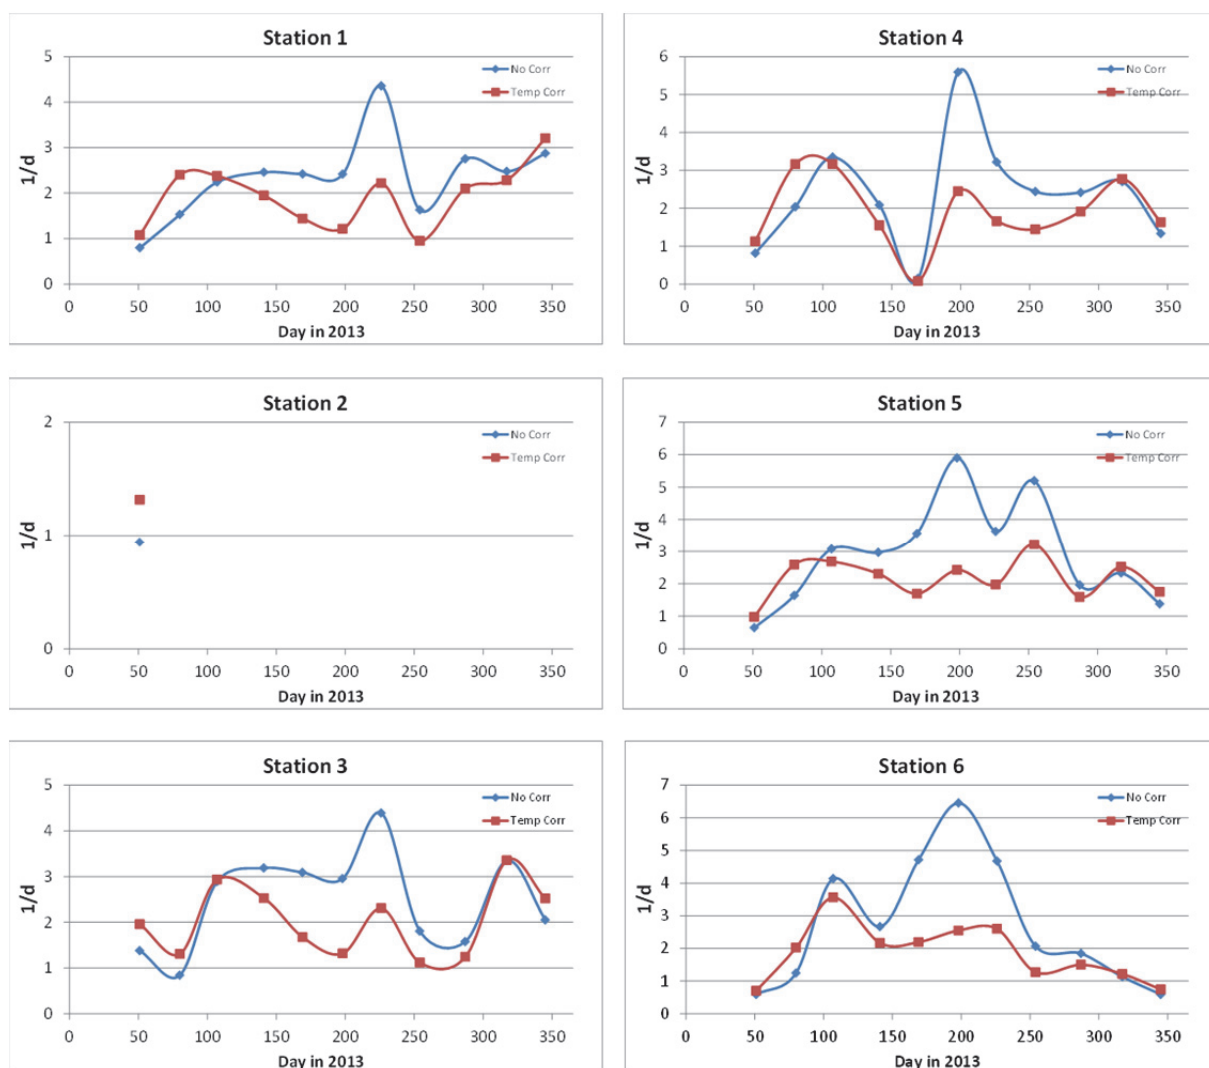 Station 1
5
4
3
2
1
0
1/d
No Corr
Temp Corr
0 50 100 150 200 250 300 350
Day in 2013
Station 4
6
5
4
3
2
1
0
1/d
No Corr
Temp Corr
0 50 100 150 200 250 300 350
Day in 2013
Station 2
2
1
0
1/d
No Corr
Temp Corr
0 50 100 150 200 250 300 350
Day in 2013
Station 5
7
6
5
4
3
2
1
0
1/d
No Corr
Temp Corr
0 50 100 150 200 250 300 350
Day in 2013
Station 3
5
4
3
2
1
0
1/d
No Corr
Temp Corr
0 50 100 150 200 250 300 350
Day in 2013
Station 6
7
6
5
4
3
2
1
0
1/d
No Corr
Temp Corr
0 50 100 150 200 250 300 350
Day in 2013